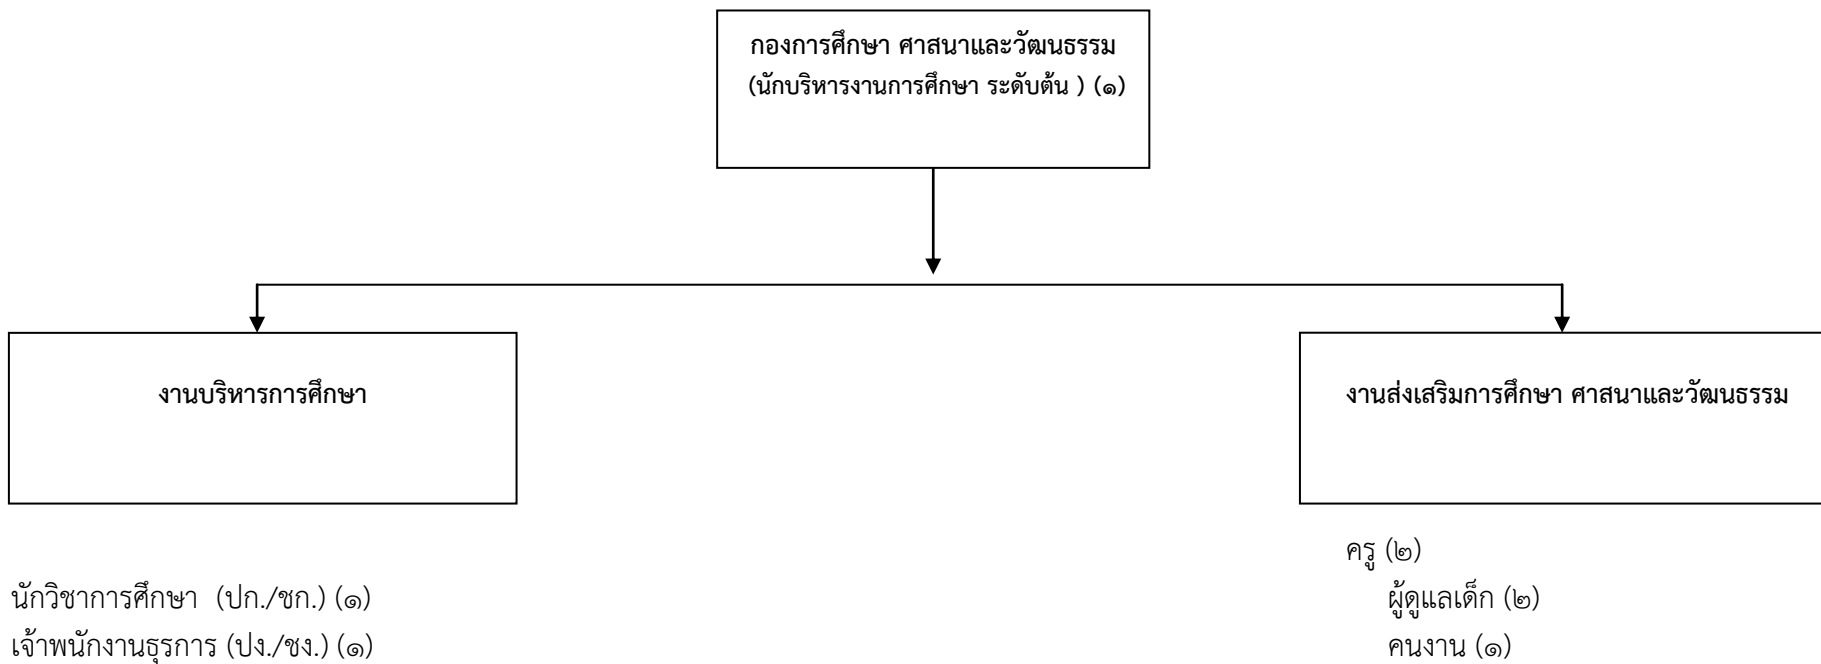 กองการศึกษา ศาสนาและวัฒนธรรม
(นักบริหารงานการศึกษา ระดับต้น ) (๑)
งานบริหารการศึกษา
นักวิชาการศึกษา (ปก./ชก.) (๑)
เจ้าพนักงานธุรการ (ปง./ชง.) (๑)
งานส่งเสริมการศึกษา ศาสนาและวัฒนธรรม
ครู (๒)
ผู้ดูแลเด็ก (๒)
คนงาน (๑)